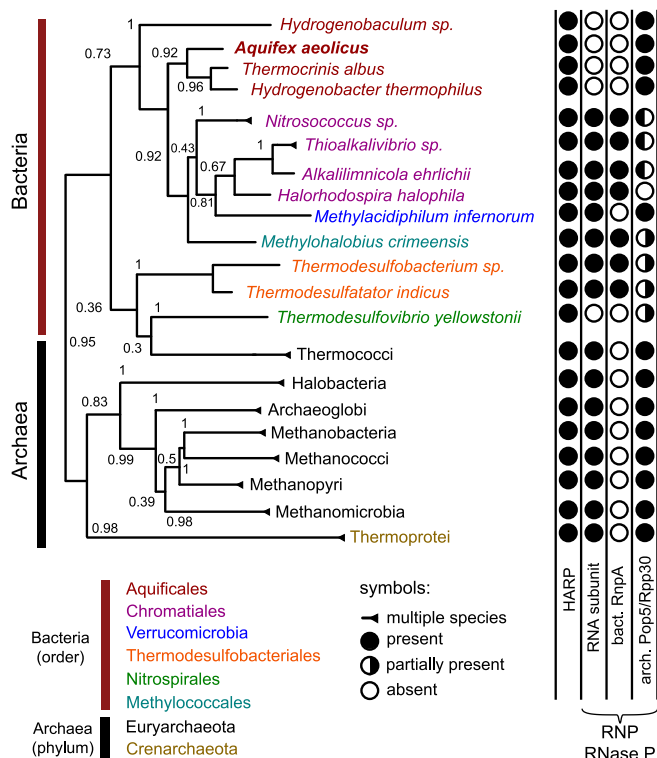 Bacteria
Archaea
1
0.73
0.92
0.96
0.92
0.43
1
1
0.67
0.81
1
0.36
0.3
1
0.95
0.83
1
0.99
1
0.5
1
0.39
0.98
0.98
Hydrogenobaculum sp.
Aquifex aeolicus
Thermocrinis albus
Hydrogenobacter thermophilus
Nitrosococcus sp.
Thioalkalivibrio sp.
Alkalilimnicola ehrlichii
Halorhodospira halophila
Methylacidiphilum infernorum
Methylohalobius crimeensis
Thermodesulfobacterium sp.
Thermodesulfatator indicus
Thermodesulfovibrio yellowstonii
Thermococci
Halobacteria
Archaeoglobi
Methanobacteria
Methanococci
Methanopyri
Methanomicrobia
Thermoprotei
HARP
RNA subunit
bact. RnpA
arch. Pop5/Rpp30
RNP
RNase P
Bacteria
(order)
Aquificales
Chromatiales
Verrucomicrobia
Thermodesulfobacteriales
Nitrospirales
Methylococcales
Archaea
(phylum)
Euryarchaeota
Crenarchaeota
symbols:
multiple species
present
partially present
absent